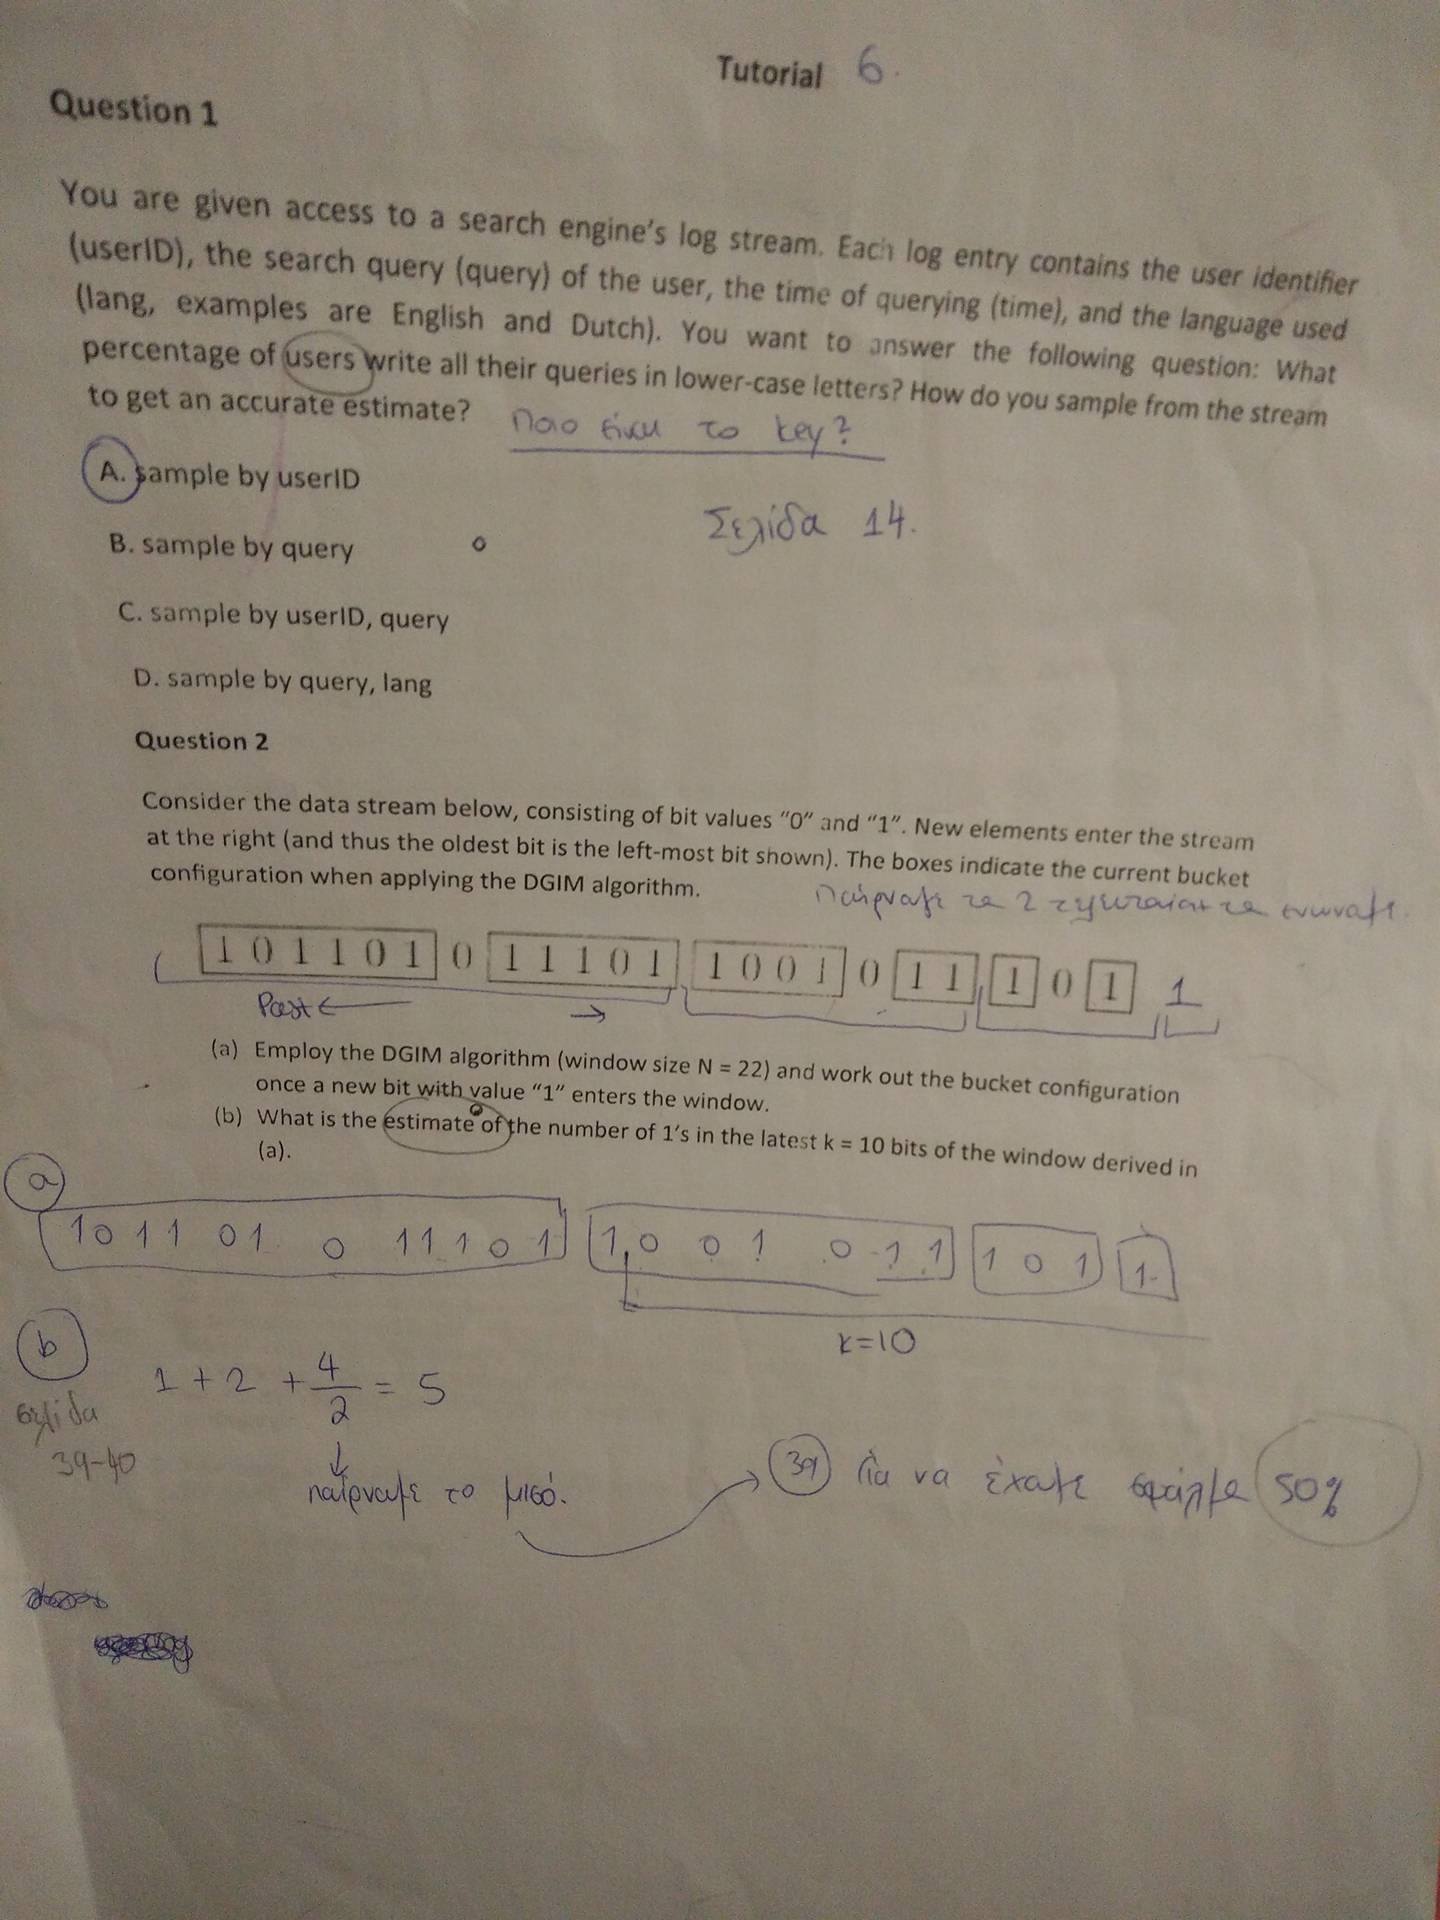 Tutorial 6.
Question 1
You are given access to a search engine's log stream. Each log entry contains the user identifier
(userID), the search query (query) of the user, the time of querying (time), and the language used
(lang, examples are English and Dutch). You want to answer the following question: What
percentage of users write all their queries in lower-case letters? How do you sample from the stream
to get an accurate estimate?
Ποιο είναι το key?
A. sample by userID
Σελίδα 14.
B. sample by query
C. sample by userID, query
D. sample by query, lang
Question 2
Consider the data stream below, consisting of bit values "0" and "1". New elements enter the stream
at the right (and thus the oldest bit is the left-most bit shown). The boxes indicate the current bucket
configuration when applying the DGIM algorithm.
Παίρναμε τα 2 τελευταία + τα ενωναμε.
1 0 1 1 0 1 0 1 1 1 0 1 1 0 0 1 0 1 1 1 0 1 1
Past ← →
(a) Employ the DGIM algorithm (window size N = 22) and work out the bucket configuration
once a new bit with value "1" enters the window.
(b) What is the estimate of the number of 1's in the latest k = 10 bits of the window derived in
(a).
a
1 0 1 1 0 1 0 1 1 1 0 1 1 0 0 1 0 1 1 1 0 1 1
k=10
b
1 + 2 + 4/2 = 5
σελίδα
39-40
↓
παίρναμε το μισό.
39 Για να έχαμε σφάλμα 50%